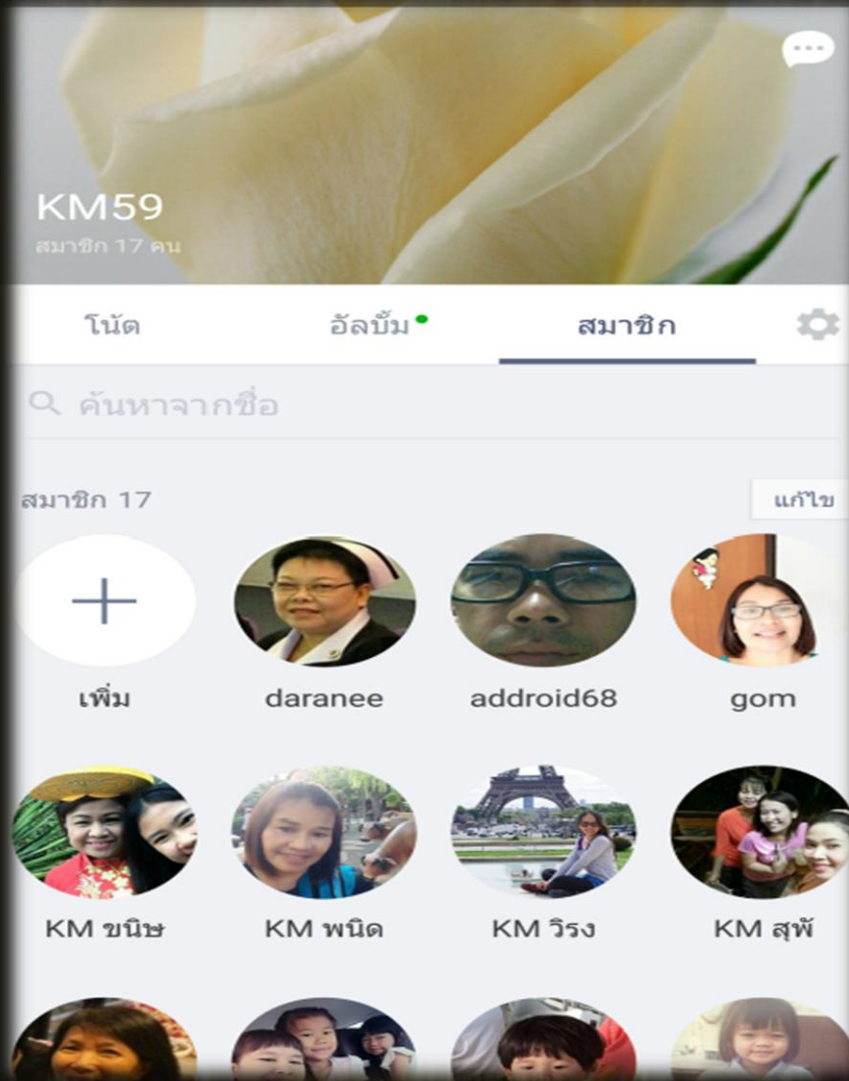 KM59
สมาชิก 17 คน
โน้ต อัลบั้ม สมาชิก
ค้นหาจากชื่อ
สมาชิก 17 แก้ไข
เพิ่ม daranee addroid68 gom
KM ขนิษ KM พนิด KM วิรง KM สุพั